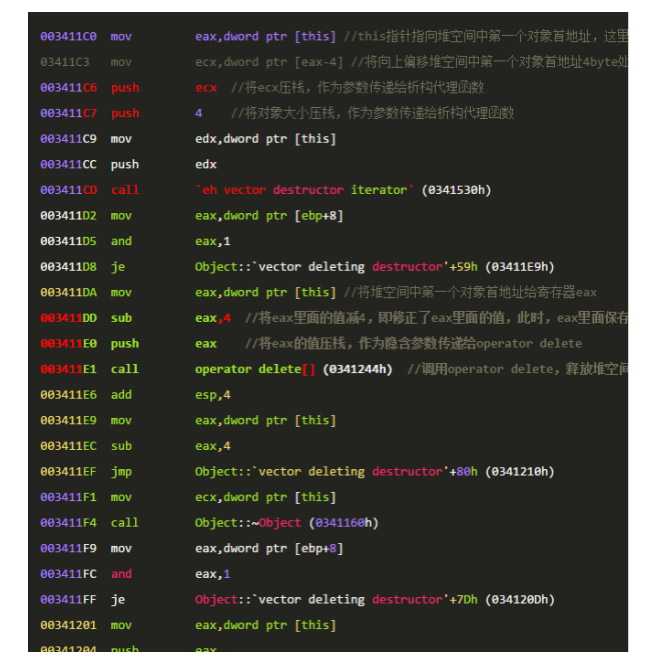 003411C0 mov eax,dword ptr [this] //this指针指向堆空间中第一个对象首地址，这里
003411C3 mov ecx,dword ptr [eax-4] //将向上偏移堆空间中第一个对象首地址4byte处
003411C6 push ecx //将ecx压栈，作为参数传递给析构代理函数
003411C7 push 4 //将对象大小压栈，作为参数传递给析构代理函数
003411C9 mov edx,dword ptr [this]
003411CC push edx
003411CD call `eh vector destructor iterator' (0341530h)
003411D2 mov eax,dword ptr [ebp+8]
003411D5 and eax,1
003411D8 je Object::`vector deleting destructor'+59h (03411E9h)
003411DA mov eax,dword ptr [this] //将堆空间中第一个对象首地址给寄存器eax
003411DD sub eax,4 //将eax里面的值减4，即修正了eax里面的值，此时，eax里面保存
003411E0 push eax //将eax的值压栈，作为隐含参数传递给operator delete
003411E1 call operator delete[] (0341244h) //调用operator delete，释放堆空间
003411E6 add esp,4
003411E9 mov eax,dword ptr [this]
003411EC sub eax,4
003411EF jmp Object::`vector deleting destructor'+80h (0341210h)
003411F1 mov ecx,dword ptr [this]
003411F4 call Object::~Object (0341160h)
003411F9 mov eax,dword ptr [ebp+8]
003411FC and eax,1
003411FF je Object::`vector deleting destructor'+7Dh (034120Dh)
00341201 mov eax,dword ptr [this]
00341204 push eax